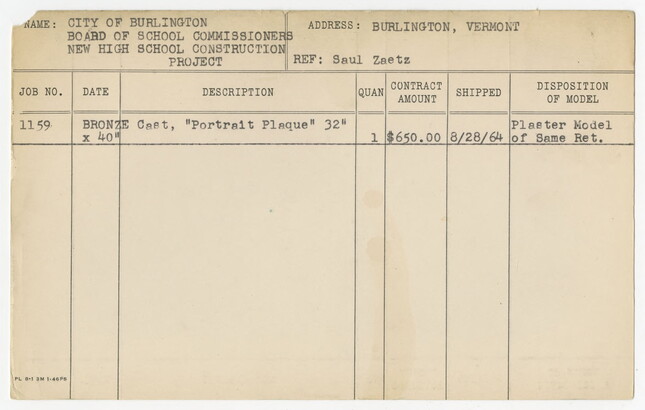 NAME: CITY OF BURLINGTON
BOARD OF SCHOOL COMMISSIONERS
NEW HIGH SCHOOL CONSTRUCTION
PROJECT
ADDRESS: BURLINGTON, VERMONT
REF: Saul Zaetz
JOB NO. DATE DESCRIPTION QUAN CONTRACT AMOUNT SHIPPED DISPOSITION OF MODEL
1159 BRONZE Cast, "Portrait Plaque" 32" Plaster Model
x 40" 1 $650.00 8/28/64 of Same Ret.